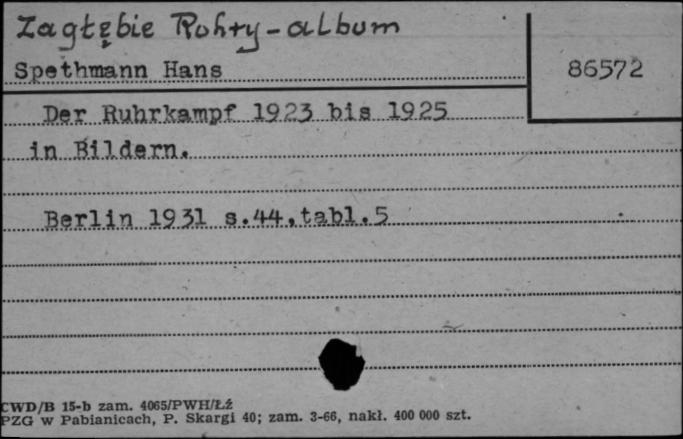 Zagłębie Ruhry - album
Spethmann Hans
86572
Der Ruhrkampf 1923 bis 1925
in Bildern.
Berlin 1931 s.44,tabl.5
CWD/B 15-b zam. 4065/PWH/Łż
PZG w Pabianicach, P. Skargi 40; zam. 3-66, nakł. 400 000 szt.